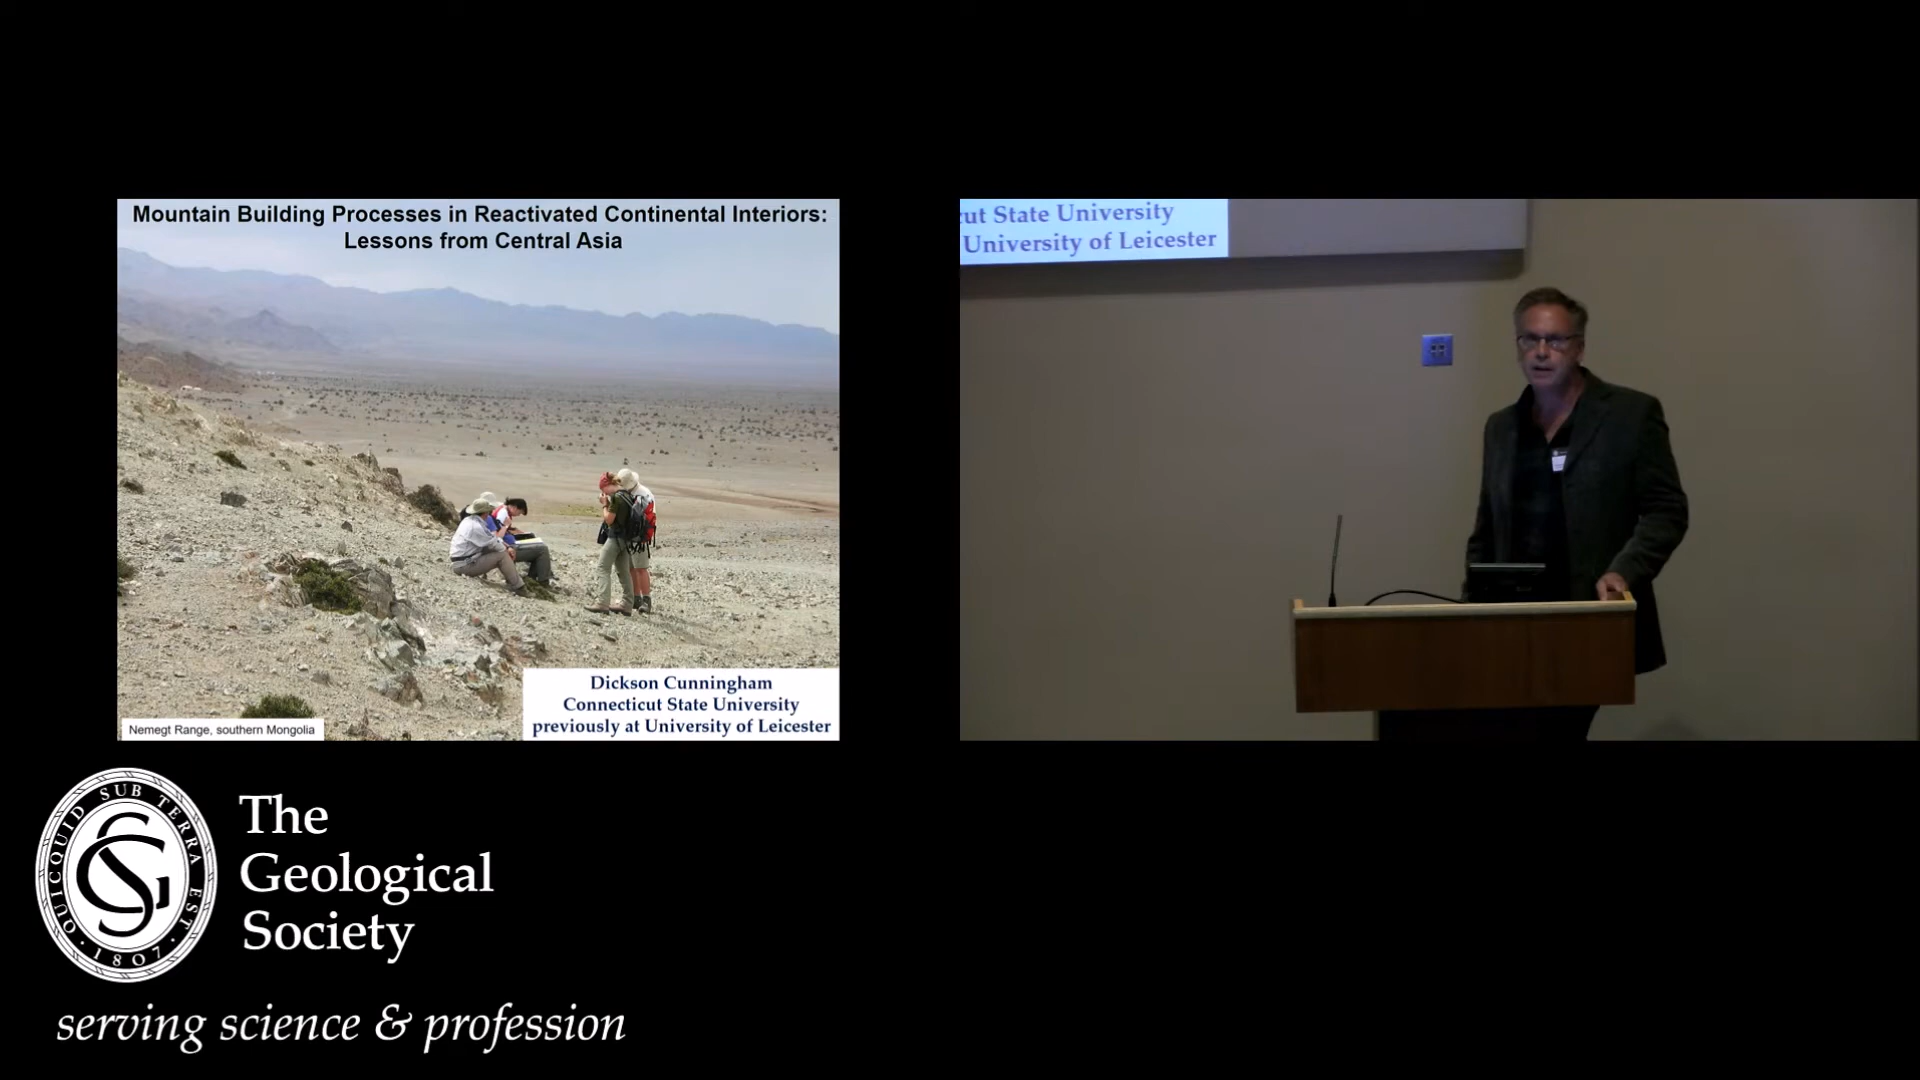 Mountain Building Processes in Reactivated Continental Interiors:
Lessons from Central Asia
Dickson Cunningham
Connecticut State University
previously at University of Leicester
Nemegt Range, southern Mongolia
cut State University
University of Leicester
QUICQUID SUB TERRA EST
1807
GS
The
Geological
Society
serving science & profession